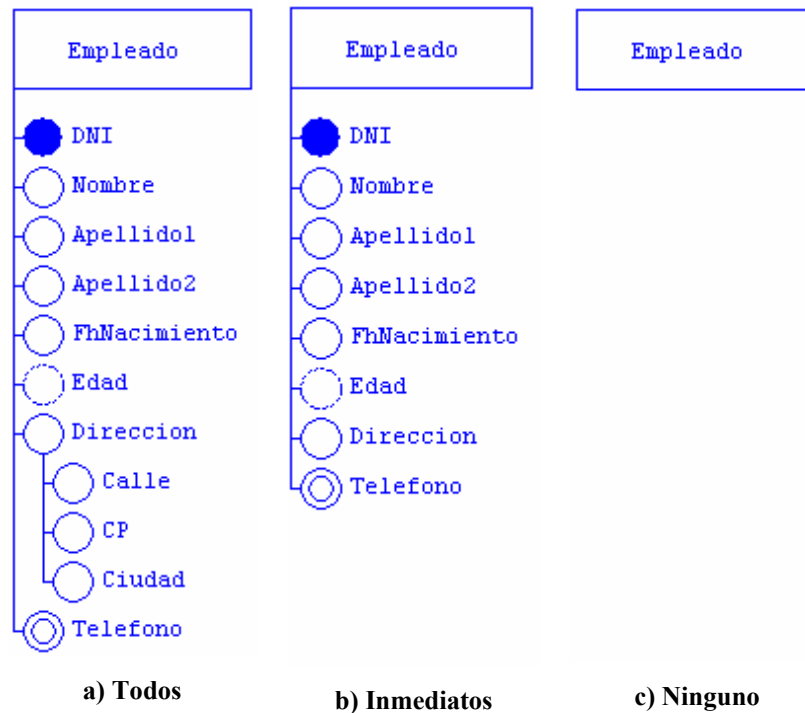 Empleado
DNI
Nombre
Apellido1
Apellido2
FhNacimiento
Edad
Direccion
Calle
CP
Ciudad
Telefono
a) Todos
Empleado
DNI
Nombre
Apellido1
Apellido2
FhNacimiento
Edad
Direccion
Telefono
b) Inmediatos
Empleado
c) Ninguno